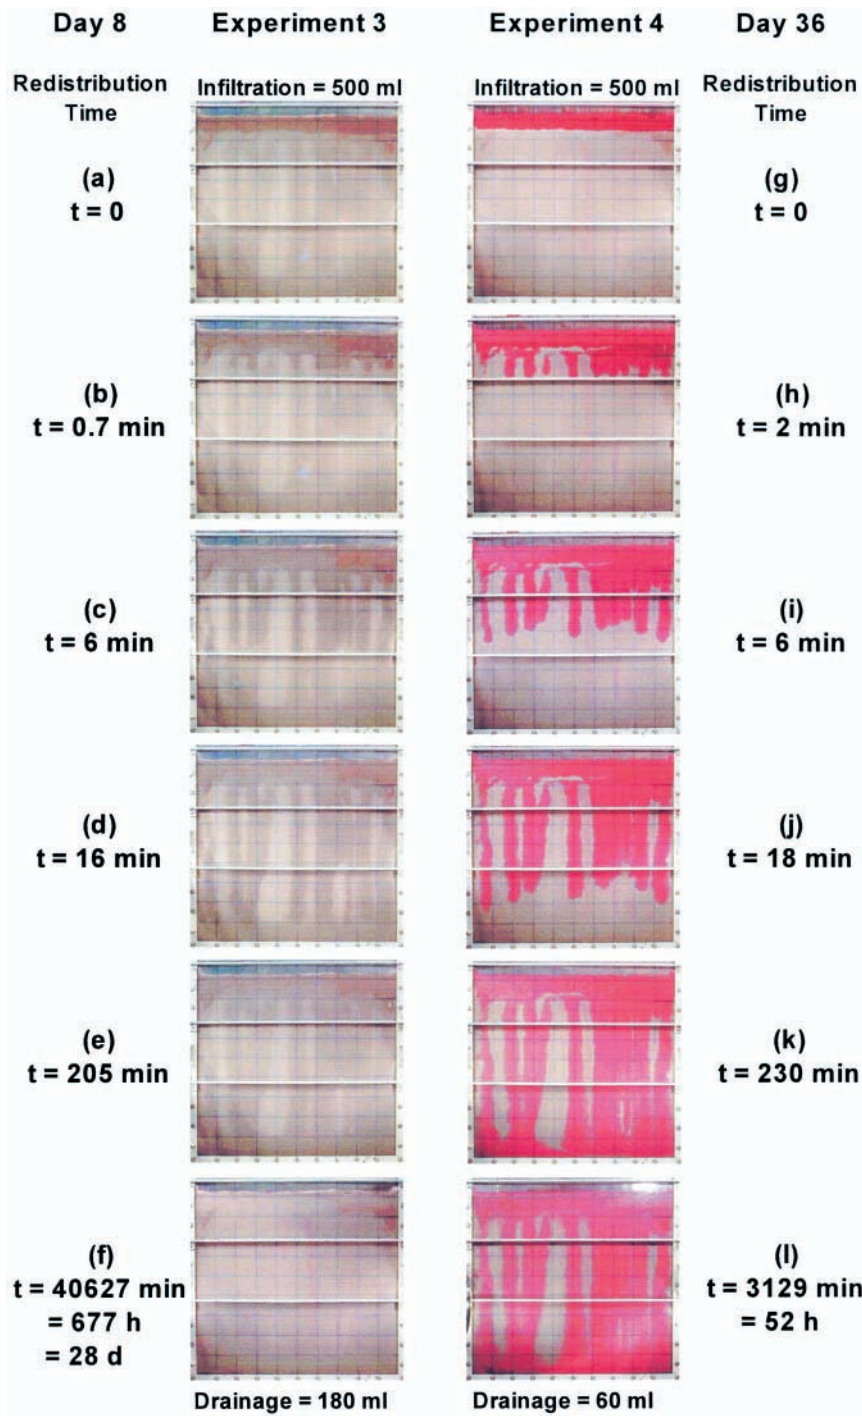 Day 8 Experiment 3 Experiment 4 Day 36
Redistribution Time Infiltration = 500 ml Infiltration = 500 ml Redistribution Time
(a)
t = 0
(g)
t = 0
(b)
t = 0.7 min
(h)
t = 2 min
(c)
t = 6 min
(i)
t = 6 min
(d)
t = 16 min
(j)
t = 18 min
(e)
t = 205 min
(k)
t = 230 min
(f)
t = 40627 min
= 677 h
= 28 d
(l)
t = 3129 min
= 52 h
Drainage = 180 ml Drainage = 60 ml